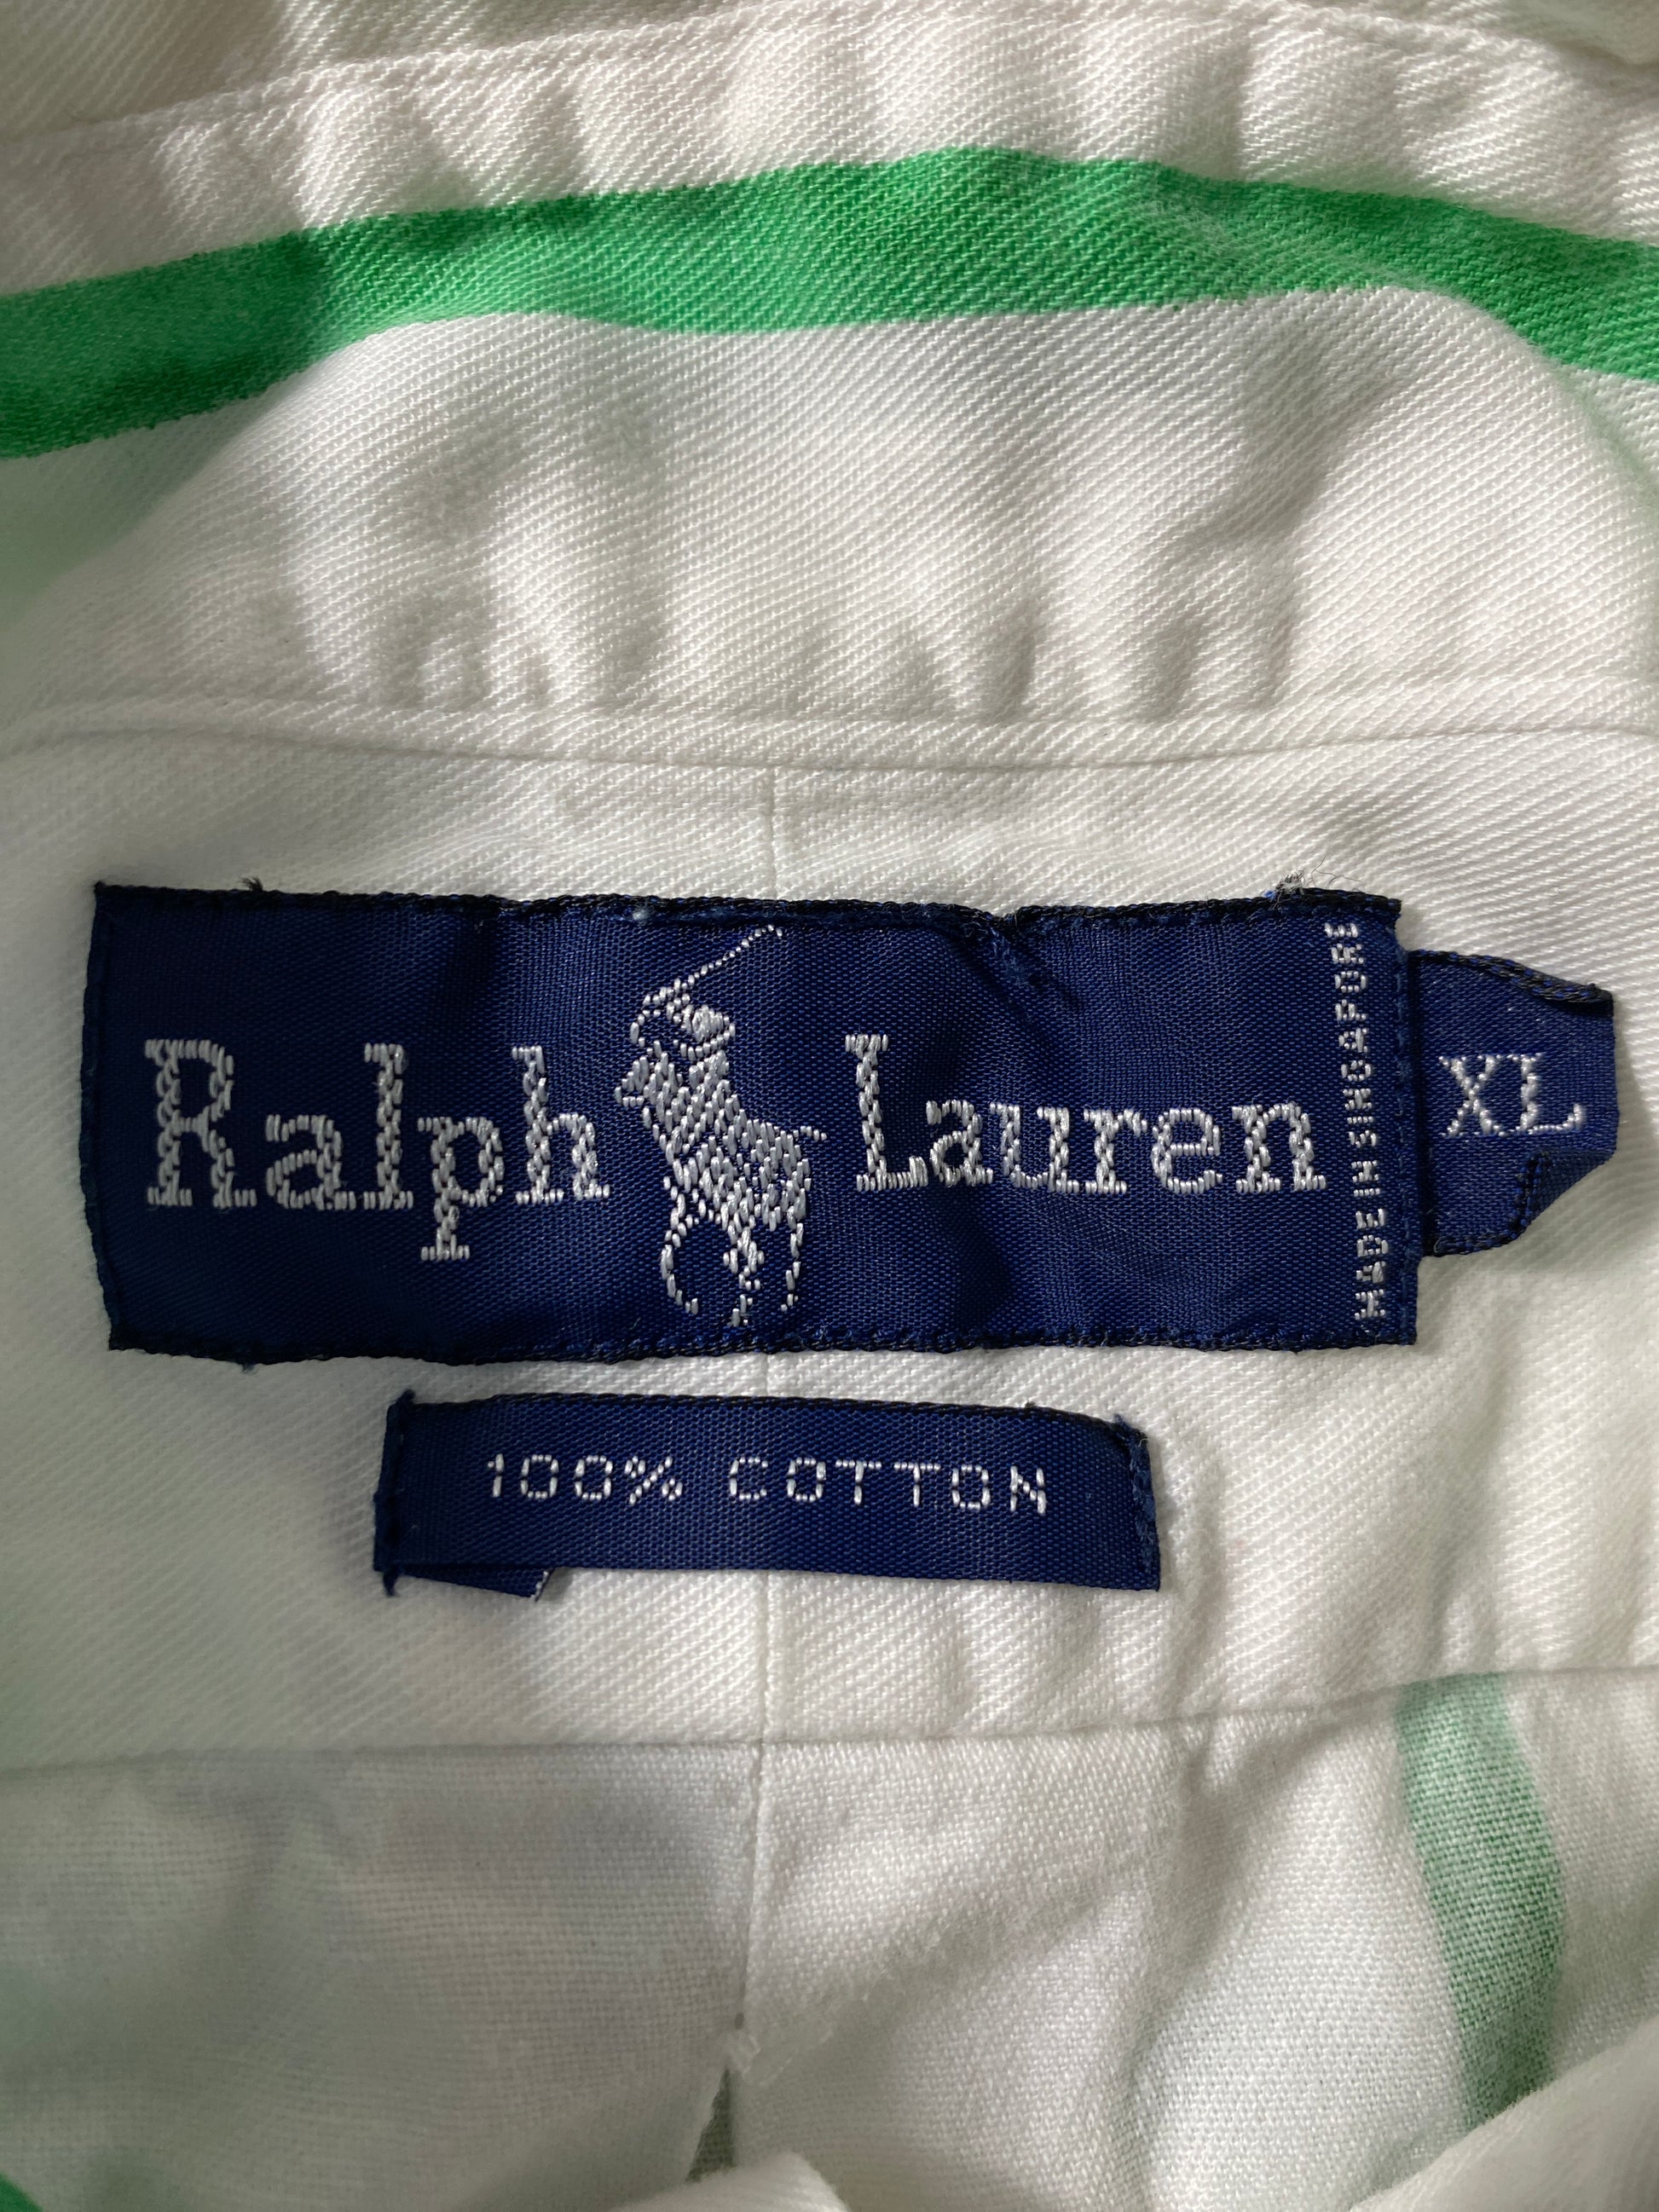 Ralph Lauren
MADE IN SINGAPORE
XL
100% COTTON